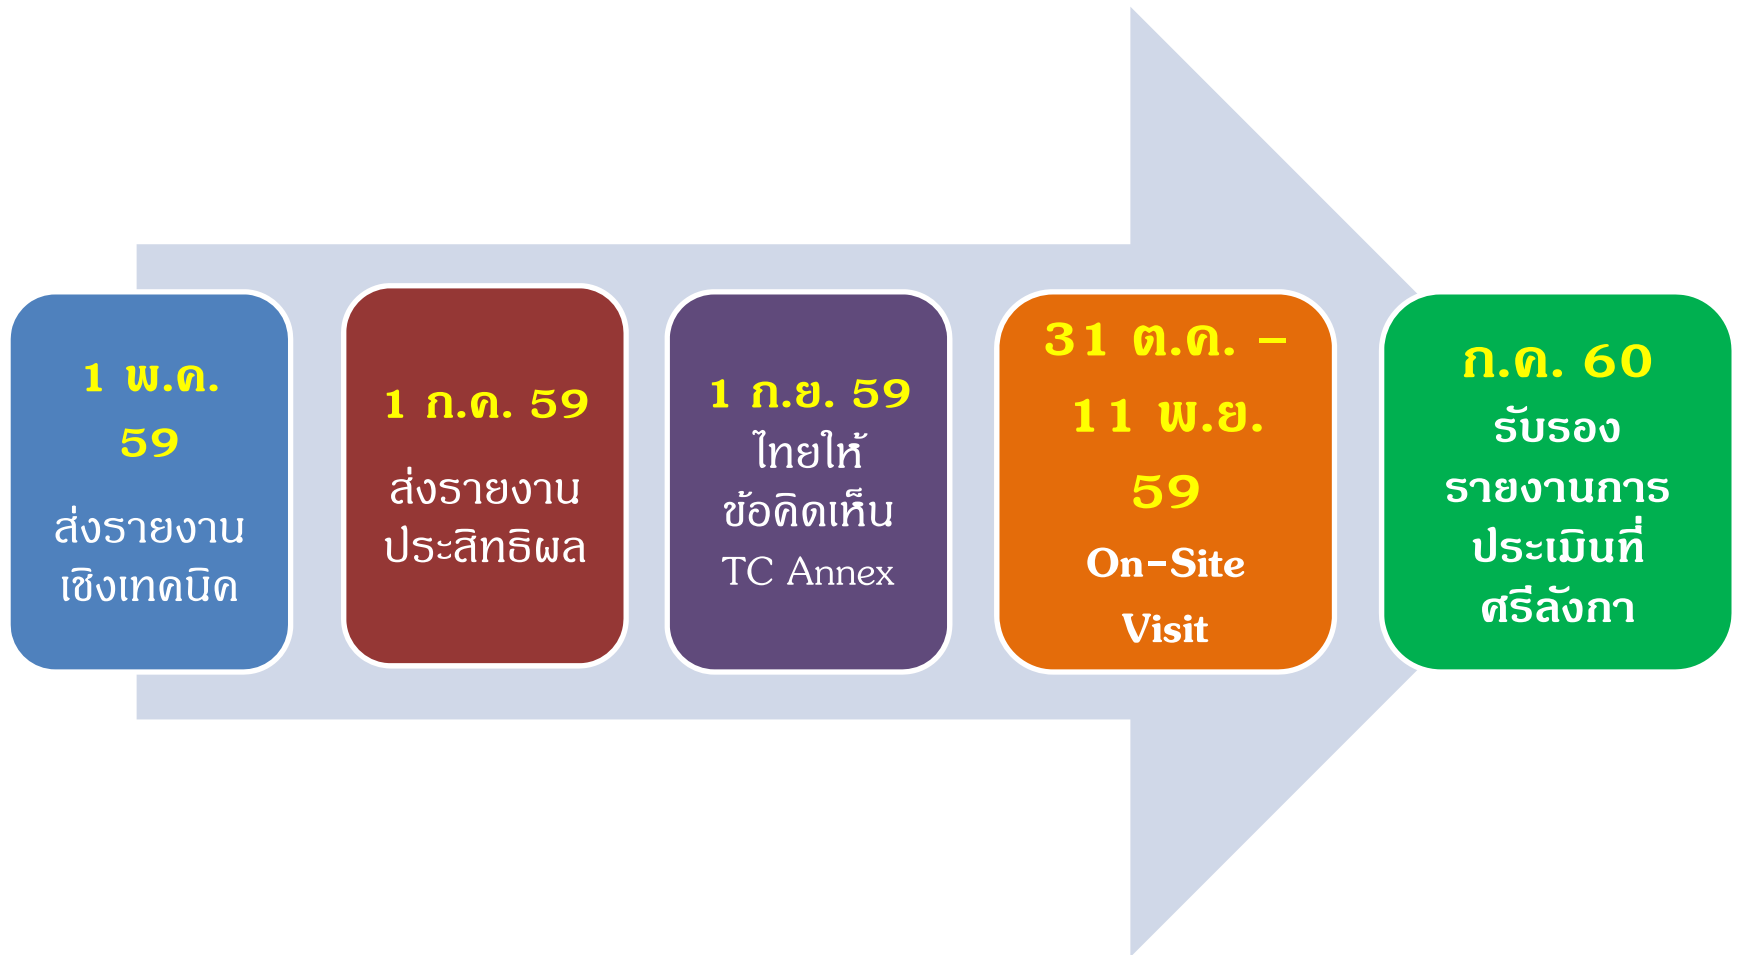 1 พ.ค.
59
ส่งรายงาน
เชิงเทคนิค
1 ก.ค. 59
ส่งรายงาน
ประสิทธิผล
1 ก.ย. 59
ไทยให้
ข้อคิดเห็น
TC Annex
31 ต.ค. –
11 พ.ย.
59
On-Site
Visit
ก.ค. 60
รับรอง
รายงานการ
ประเมินที่
ศรีลังกา